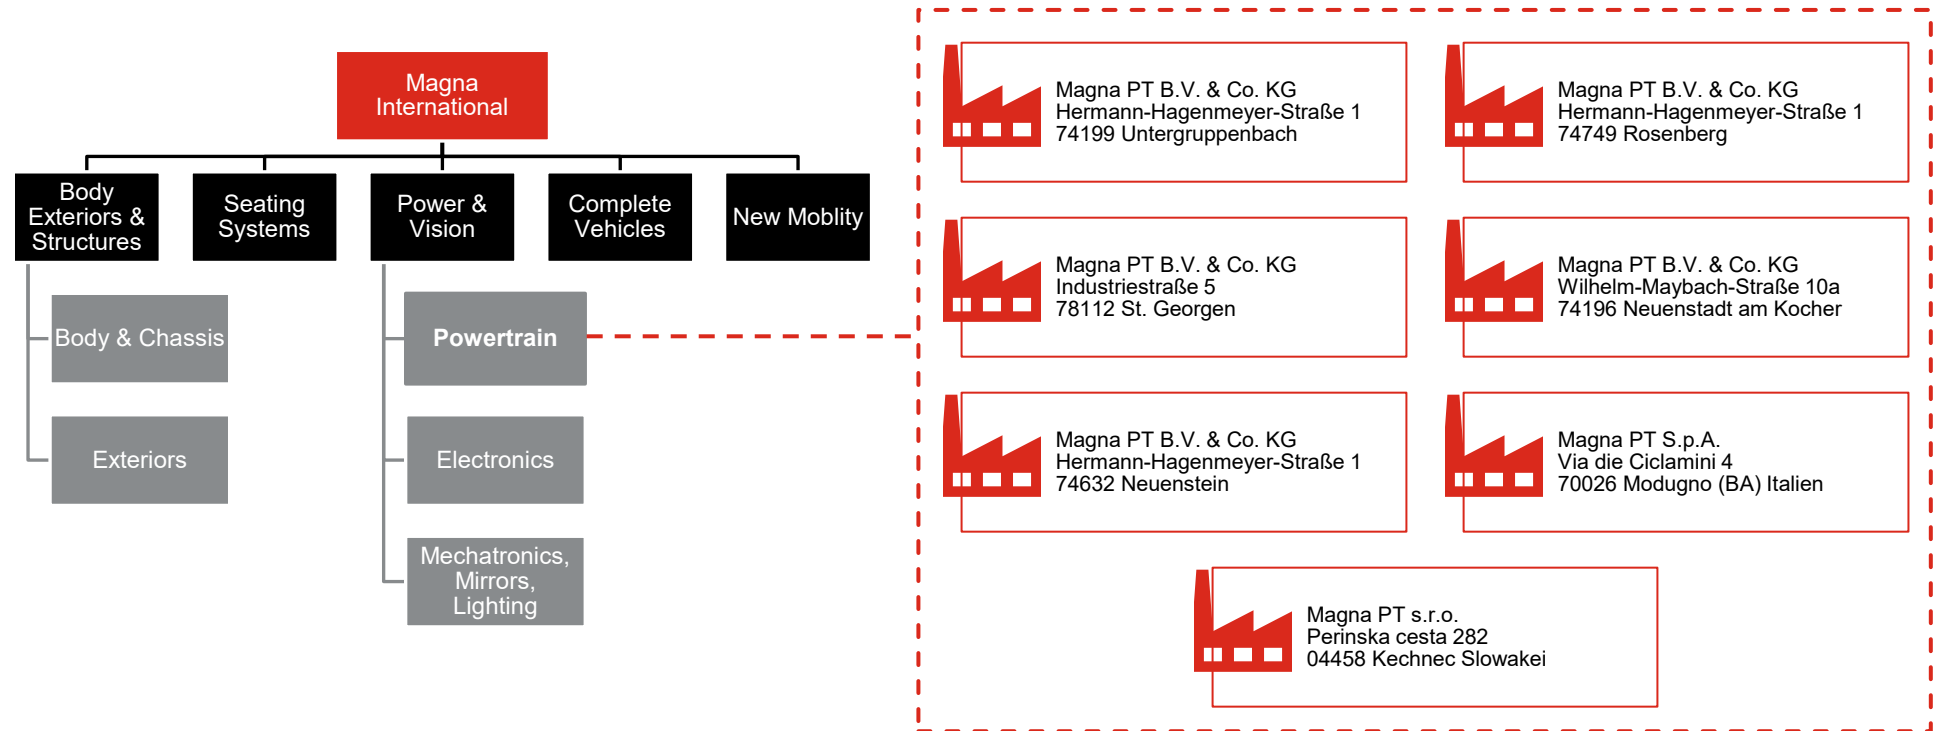 Magna
International
Body
Exteriors &
Structures
Seating
Systems
Power &
Vision
Complete
Vehicles
New Moblity
Body & Chassis
Exteriors
Powertrain
Electronics
Mechatronics,
Mirrors,
Lighting
Magna PT B.V. & Co. KG
Hermann-Hagenmeyer-Straße 1
74199 Untergruppenbach
Magna PT B.V. & Co. KG
Hermann-Hagenmeyer-Straße 1
74749 Rosenberg
Magna PT B.V. & Co. KG
Industriestraße 5
78112 St. Georgen
Magna PT B.V. & Co. KG
Wilhelm-Maybach-Straße 10a
74196 Neuenstadt am Kocher
Magna PT B.V. & Co. KG
Hermann-Hagenmeyer-Straße 1
74632 Neuenstein
Magna PT S.p.A.
Via die Ciclamini 4
70026 Modugno (BA) Italien
Magna PT s.r.o.
Perinska cesta 282
04458 Kechnec Slowakei